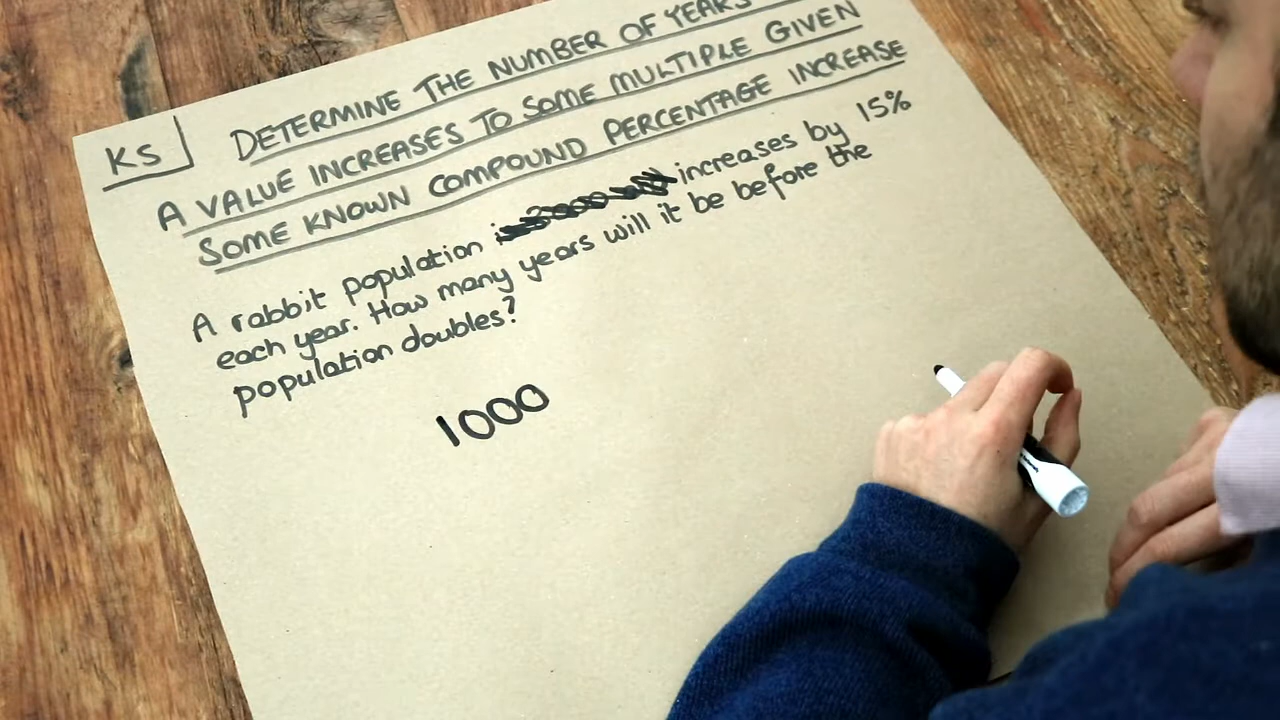 KS
DETERMINE THE NUMBER OF YEARS
A VALUE INCREASES TO SOME MULTIPLE GIVEN
SOME KNOWN COMPOUND PERCENTAGE INCREASE
A rabbit population increases by 15%
each year. How many years will it be before the
population doubles?
1000